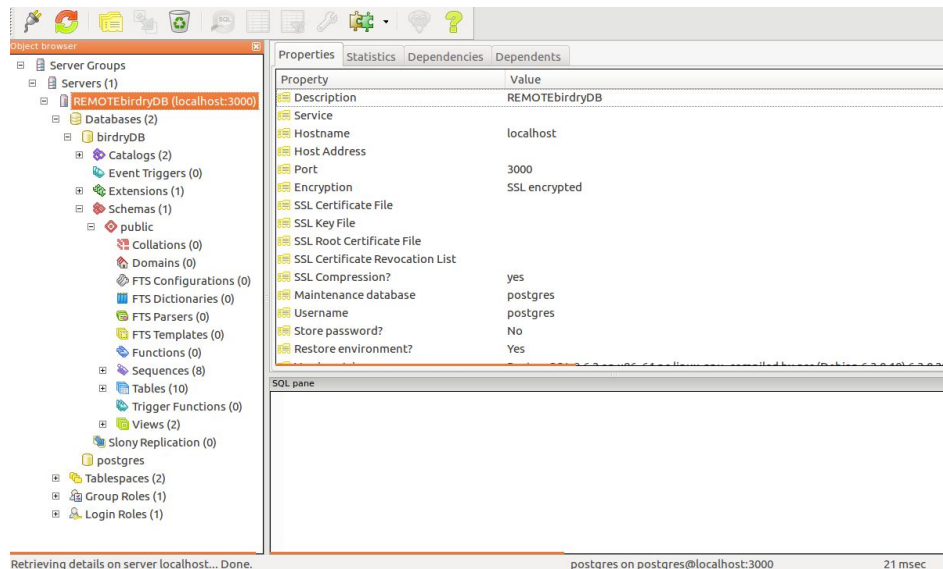 SQL
Object browser
Server Groups
Servers (1)
REMOTEbirdryDB (localhost:3000)
Databases (2)
birdryDB
Catalogs (2)
Event Triggers (0)
Extensions (1)
Schemas (1)
public
Collations (0)
Domains (0)
FTS Configurations (0)
FTS Dictionaries (0)
FTS Parsers (0)
FTS Templates (0)
Functions (0)
Sequences (8)
Tables (10)
Trigger Functions (0)
Views (2)
Slony Replication (0)
postgres
Tablespaces (2)
Group Roles (1)
Login Roles (1)
Properties Statistics Dependencies Dependents
Property Value
Description REMOTEbirdryDB
Service
Hostname localhost
Host Address
Port 3000
Encryption SSL encrypted
SSL Certificate File
SSL Key File
SSL Root Certificate File
SSL Certificate Revocation List
SSL Compression? yes
Maintenance database postgres
Username postgres
Store password? No
Restore environment? Yes
SQL pane
Retrieving details on server localhost... Done. postgres on postgres@localhost:3000 21 msec